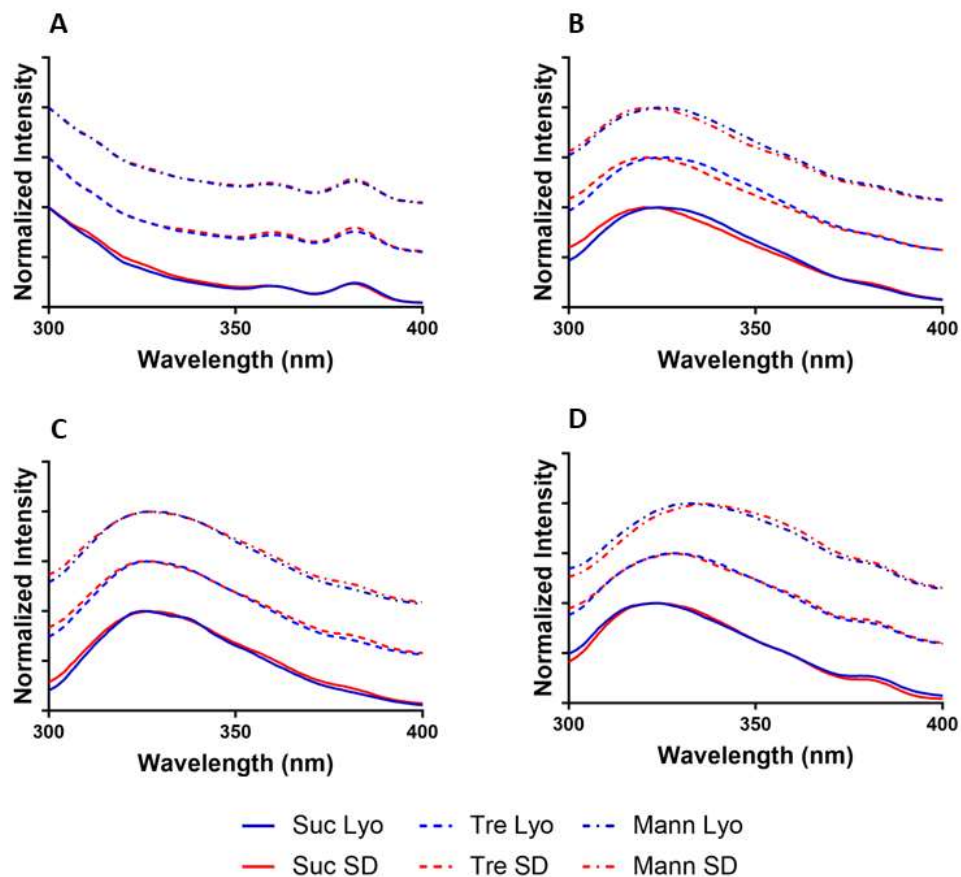 A
Normalized Intensity
300 350 400
Wavelength (nm)
B
Normalized Intensity
300 350 400
Wavelength (nm)
C
Normalized Intensity
300 350 400
Wavelength (nm)
D
Normalized Intensity
300 350 400
Wavelength (nm)
Suc Lyo Tre Lyo Mann Lyo
Suc SD Tre SD Mann SD